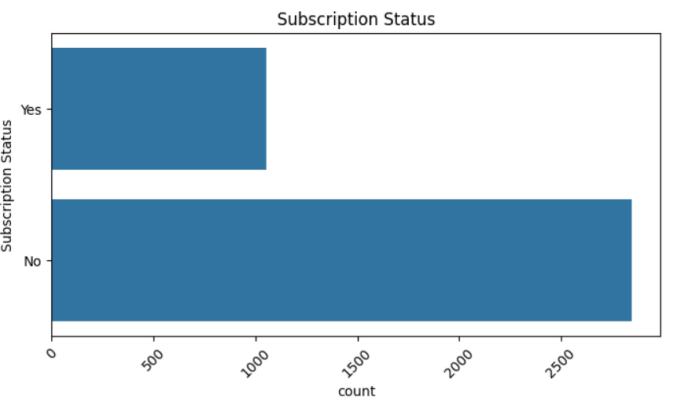 Subscription Status
Subscription Status
Yes
No
0
500
1000
1500
2000
2500
count